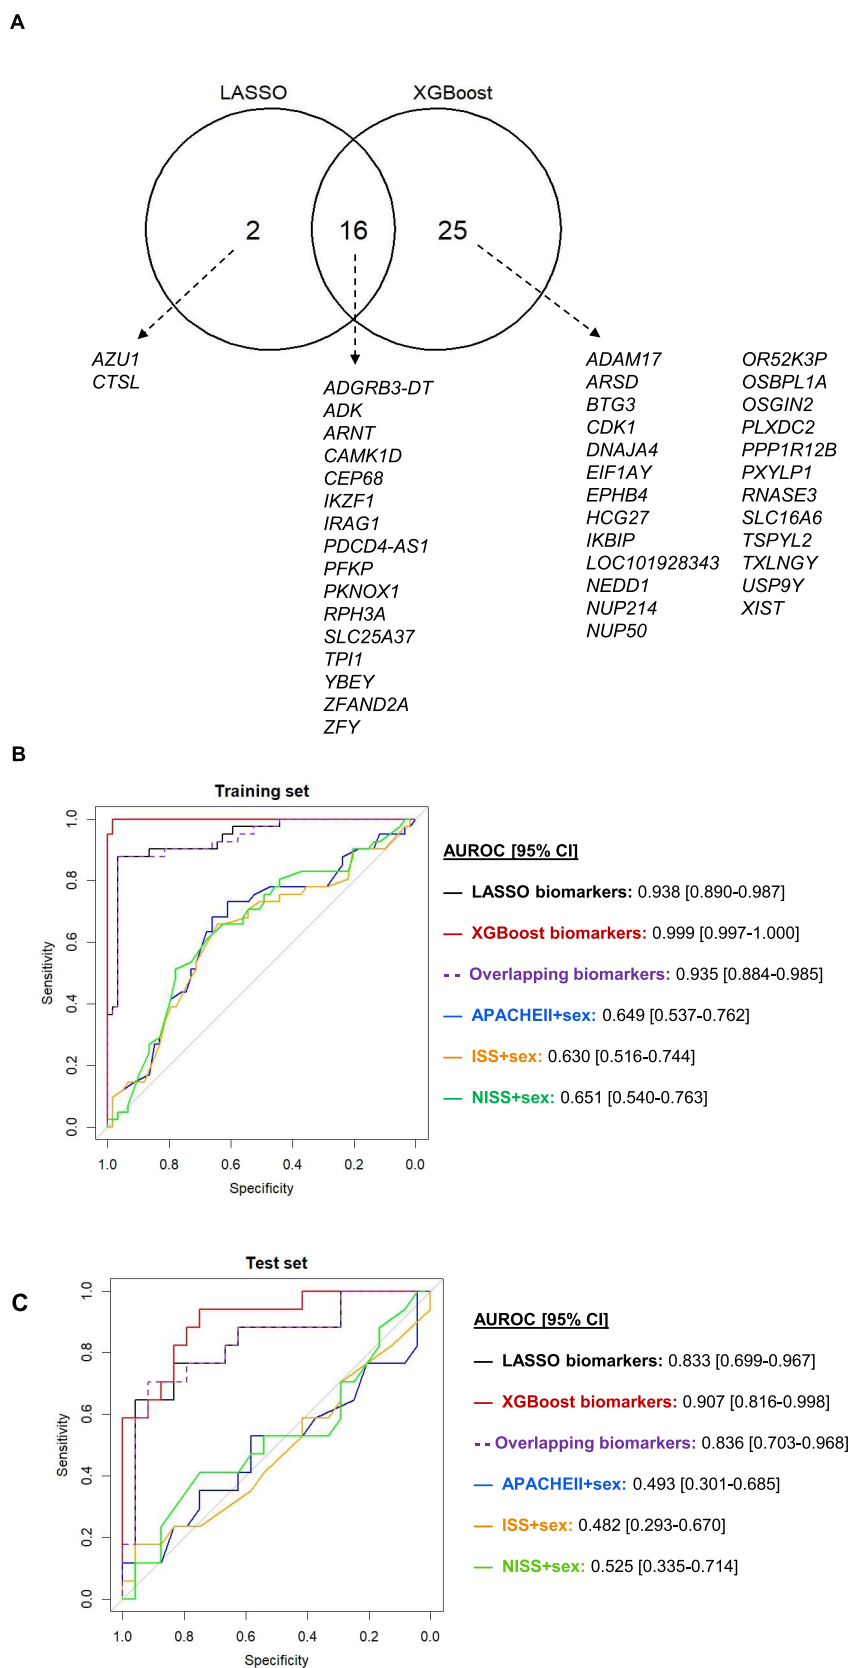 A
LASSO
XGBoost
2
16
25
AZU1
CTSL
ADGRB3-DT
ADK
ARNT
CAMK1D
CEP68
IKZF1
IRAG1
PDCD4-AS1
PFKP
PKNOX1
RPH3A
SLC25A37
TPI1
YBEY
ZFAND2A
ZFY
ADAM17
ARSD
BTG3
CDK1
DNAJA4
EIF1AY
EPHB4
HCG27
IKBIP
LOC101928343
NEDD1
NUP214
NUP50
OR52K3P
OSBPL1A
OSGIN2
PLXDC2
PPP1R12B
PXYLP1
RNASE3
SLC16A6
TSPYL2
TXLNGY
USP9Y
XIST
B
Training set
Sensitivity
1.0
0.8
0.6
0.4
0.2
0.0
1.0 0.8 0.6 0.4 0.2 0.0
Specificity
AUROC [95% CI]
LASSO biomarkers: 0.938 [0.890-0.987]
XGBoost biomarkers: 0.999 [0.997-1.000]
Overlapping biomarkers: 0.935 [0.884-0.985]
APACHEII+sex: 0.649 [0.537-0.762]
ISS+sex: 0.630 [0.516-0.744]
NISS+sex: 0.651 [0.540-0.763]
C
Test set
Sensitivity
1.0
0.8
0.6
0.4
0.2
0.0
1.0 0.8 0.6 0.4 0.2 0.0
Specificity
AUROC [95% CI]
LASSO biomarkers: 0.833 [0.699-0.967]
XGBoost biomarkers: 0.907 [0.816-0.998]
Overlapping biomarkers: 0.836 [0.703-0.968]
APACHEII+sex: 0.493 [0.301-0.685]
ISS+sex: 0.482 [0.293-0.670]
NISS+sex: 0.525 [0.335-0.714]